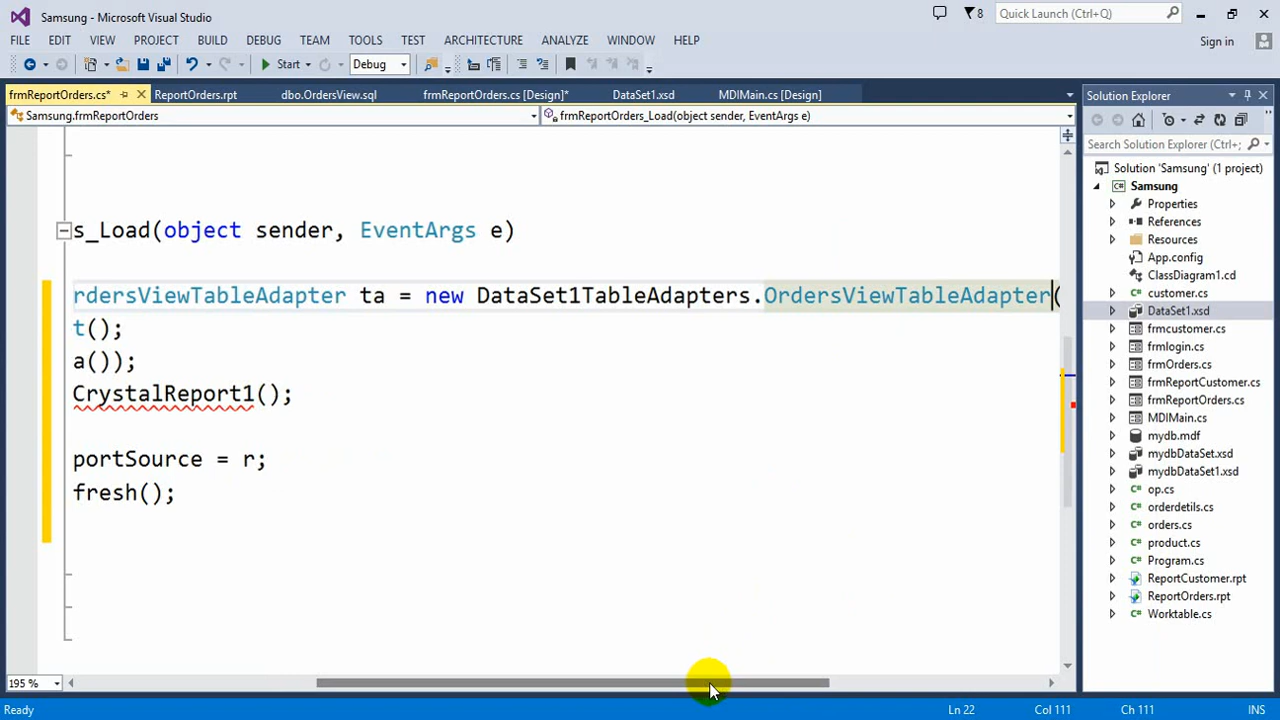 Samsung - Microsoft Visual Studio
8
Quick Launch (Ctrl+Q)
FILE EDIT VIEW PROJECT BUILD DEBUG TEAM TOOLS TEST ARCHITECTURE ANALYZE WINDOW HELP
Sign in
Start Debug
frmReportOrders.cs* ReportOrders.rpt dbo.OrdersView.sql frmReportOrders.cs [Design]* DataSet1.xsd MDIMain.cs [Design]
Samsung.frmReportOrders frmReportOrders_Load(object sender, EventArgs e)
s_Load(object sender, EventArgs e)
rdersViewTableAdapter ta = new DataSet1TableAdapters.OrdersViewTableAdapter(
t();
a());
CrystalReport1();
portSource = r;
fresh();
195 %
Solution Explorer
Search Solution Explorer (Ctrl+;
Solution 'Samsung' (1 project)
Samsung
Properties
References
Resources
App.config
ClassDiagram1.cd
customer.cs
DataSet1.xsd
frmcustomer.cs
frmlogin.cs
frmOrders.cs
frmReportCustomer.cs
frmReportOrders.cs
MDIMain.cs
mydb.mdf
mydbDataSet.xsd
mydbDataSet1.xsd
op.cs
orderdetils.cs
orders.cs
product.cs
Program.cs
ReportCustomer.rpt
ReportOrders.rpt
Worktable.cs
Ready Ln 22 Col 111 Ch 111 INS